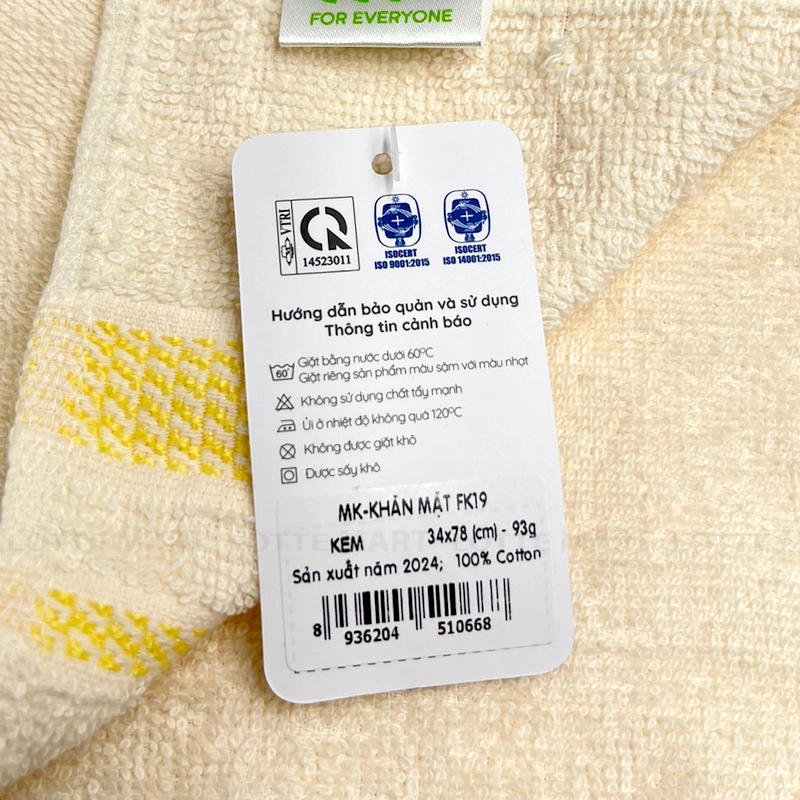 FOR EVERYONE
VTRI
14523011
ISOCERT
ISO 9001:2015
ISOCERT
ISO 14001:2015
Hướng dẫn bảo quản và sử dụng
Thông tin cảnh báo
60°
Giặt bằng nước dưới 60°C
Giặt riêng sản phẩm màu sậm với màu nhạt
Không sử dụng chất tẩy mạnh
Ủi ở nhiệt độ không quá 120°C
Không được giặt khô
Được sấy khô
MK-KHĂN MẶT FK19
KEM 34x78 (cm) - 93g
Sản xuất năm 2024; 100% Cotton
8 936204 510668